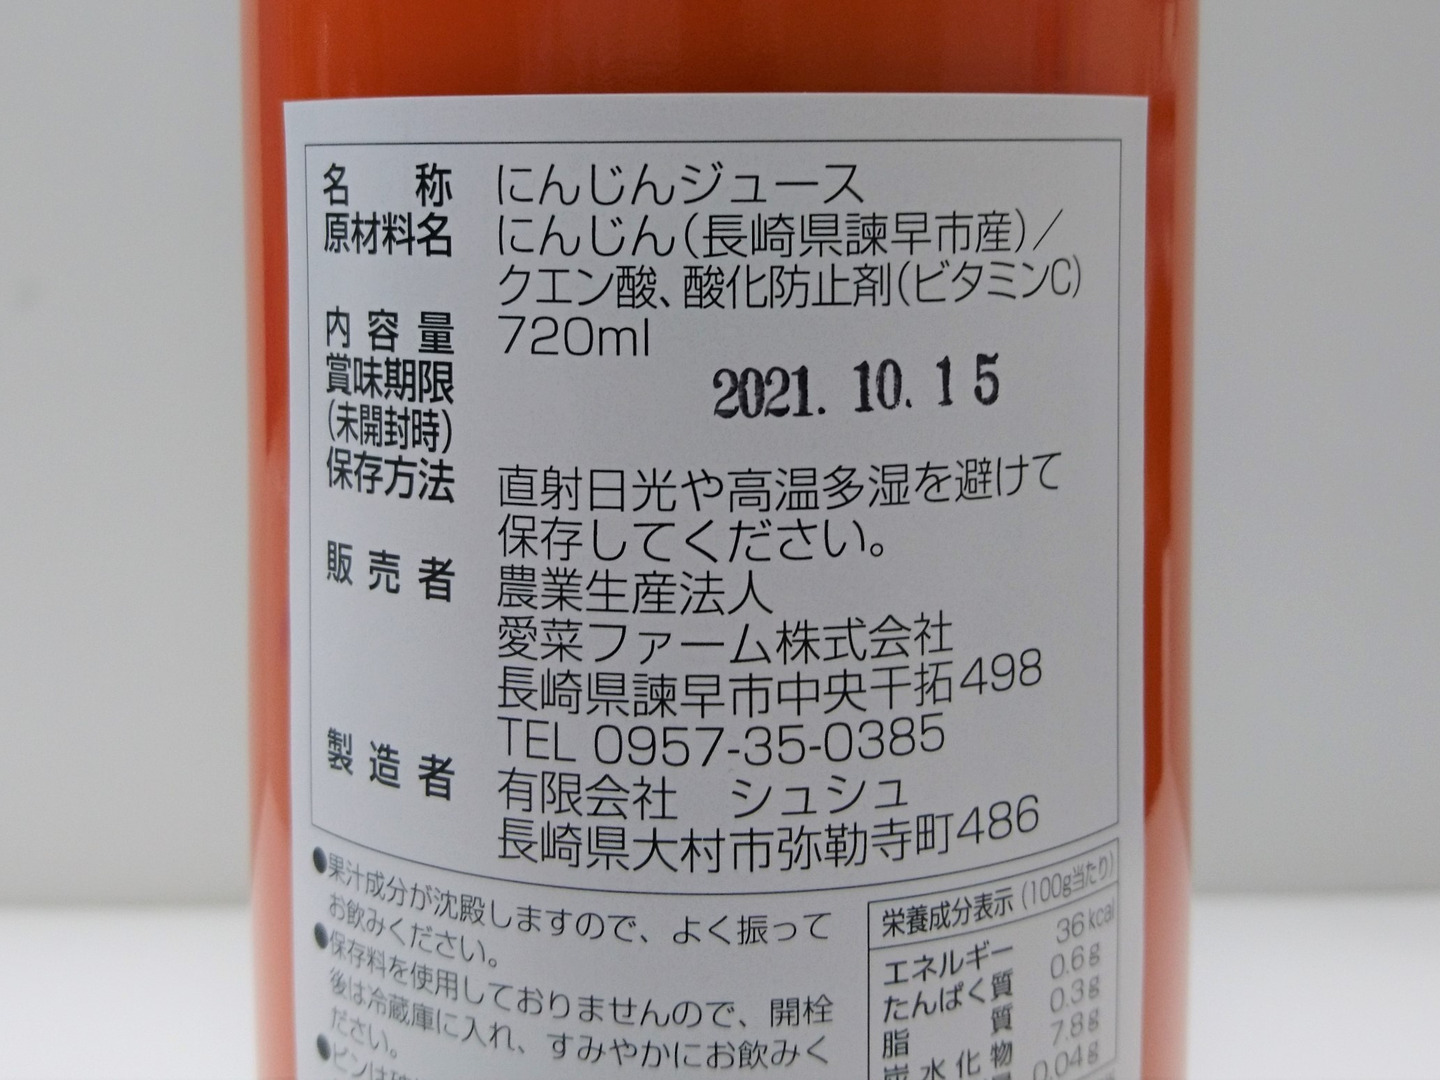 名称 にんじんジュース
原材料名 にんじん(長崎県諫早市産)/
クエン酸、酸化防止剤(ビタミンC)
内容量 720ml
賞味期限 2021. 10. 15
(未開封時)
保存方法 直射日光や高温多湿を避けて
保存してください。
販売者 農業生産法人
愛菜ファーム株式会社
長崎県諫早市中央干拓498
TEL 0957-35-0385
製造者 有限会社 シュシュ
長崎県大村市弥勒寺町486
●果汁成分が沈殿しますので、よく振って
お飲みください。
●保存料を使用しておりませんので、開栓
後は冷蔵庫に入れ、すみやかにお飲みく
ださい。
●ビンは
栄養成分表示(100g当たり)
エネルギー 36kcal
たんぱく質 0.6g
脂質 0.3g
炭水化物 7.8g
0.04g